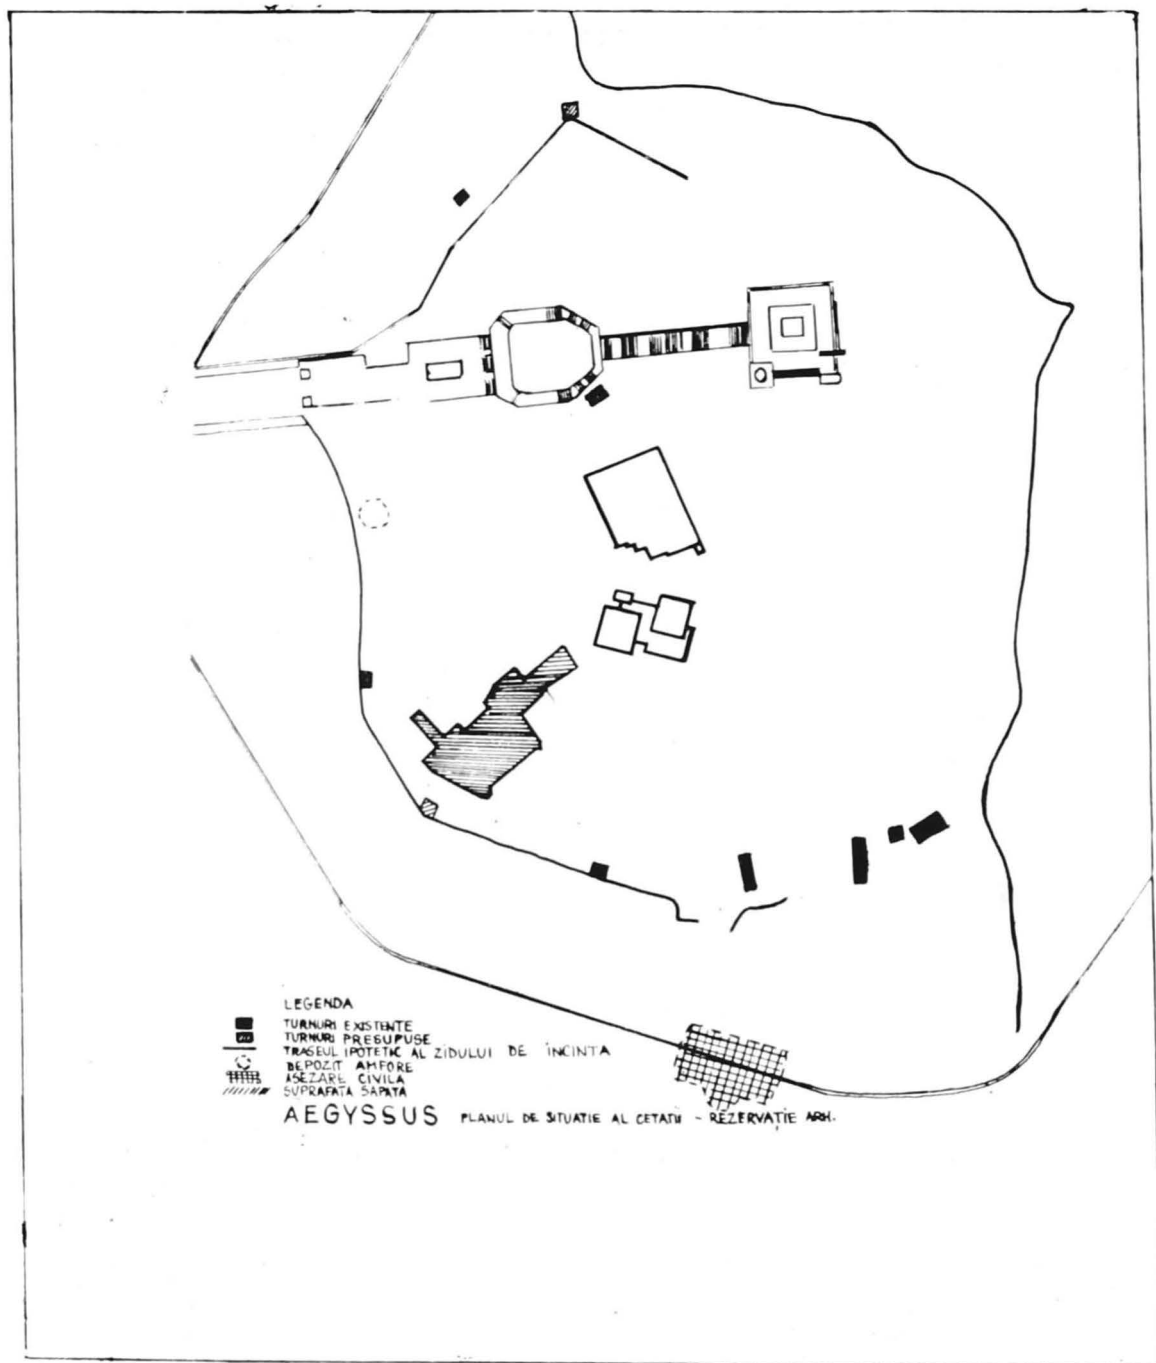 LEGENDA
TURNURI EXISTENTE
TURNURI PRESUPUSE
TRASEUL IPOTETIC AL ZIDULUI DE INCINTA
DEPOZIT AMFORE
ASEZARE CIVILA
SUPRAFATA SAPATA
AEGYSSUS PLANUL DE SITUATIE AL CETATII - REZERVAȚIE ARH.